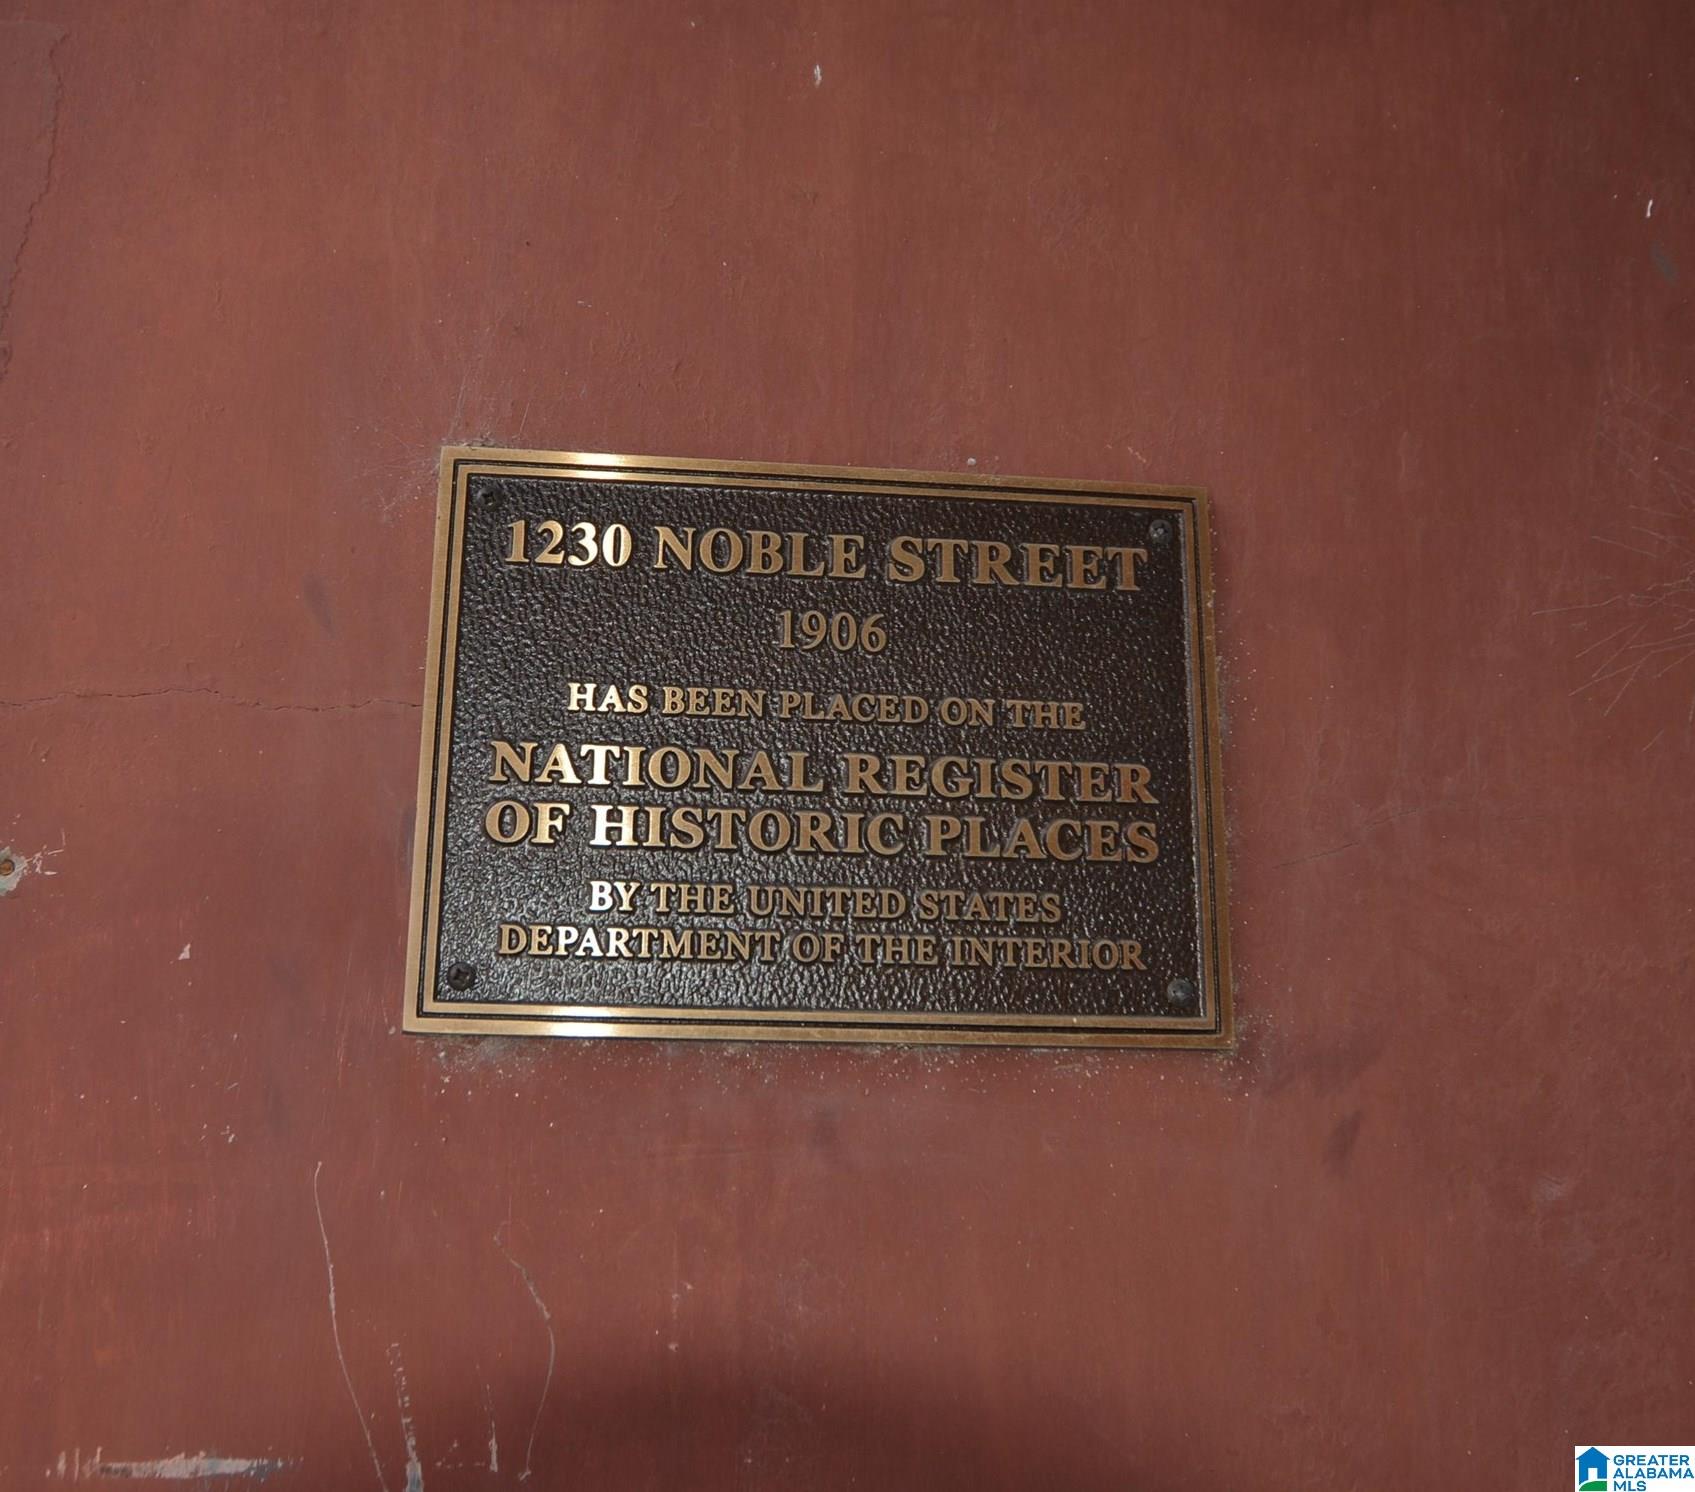 1230 NOBLE STREET
1906
HAS BEEN PLACED ON THE
NATIONAL REGISTER
OF HISTORIC PLACES
BY THE UNITED STATES
DEPARTMENT OF THE INTERIOR
GREATER
ALABAMA
MLS